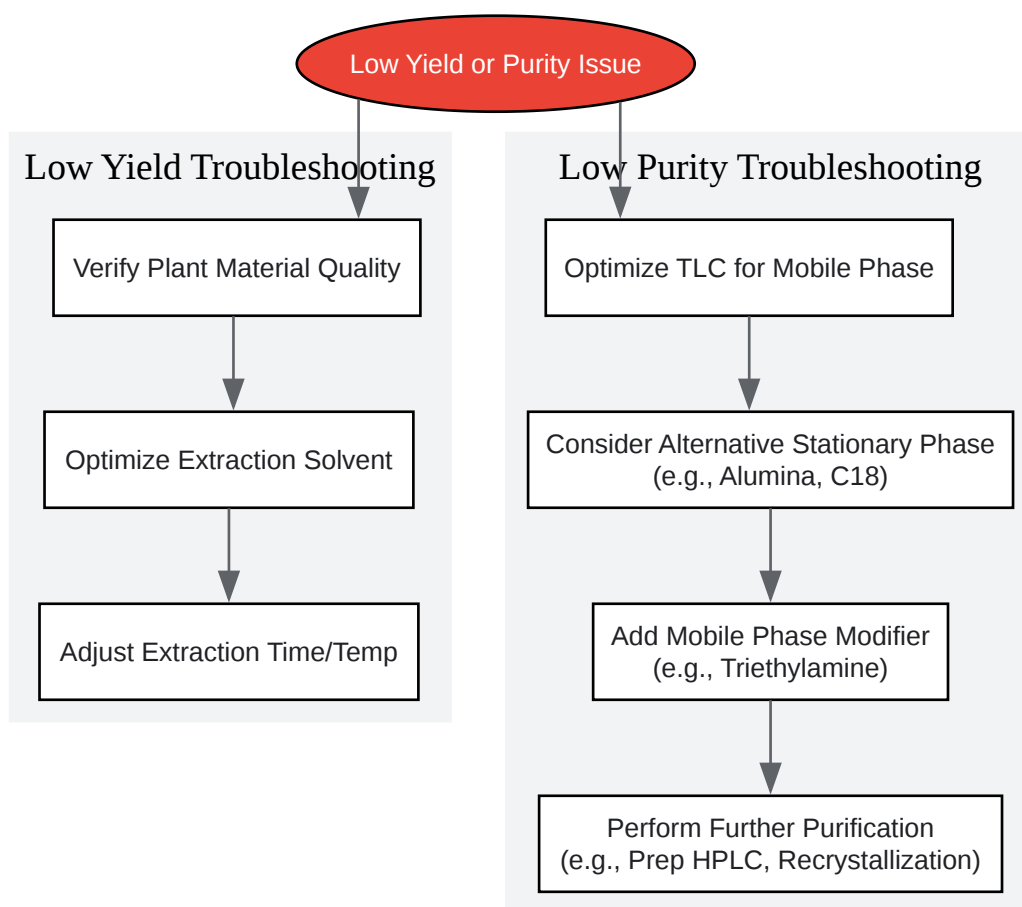 Low Yield or Purity Issue
Low Yield Troubleshooting
Verify Plant Material Quality
Optimize Extraction Solvent
Adjust Extraction Time/Temp
Low Purity Troubleshooting
Optimize TLC for Mobile Phase
Consider Alternative Stationary Phase
(e.g., Alumina, C18)
Add Mobile Phase Modifier
(e.g., Triethylamine)
Perform Further Purification
(e.g., Prep HPLC, Recrystallization)